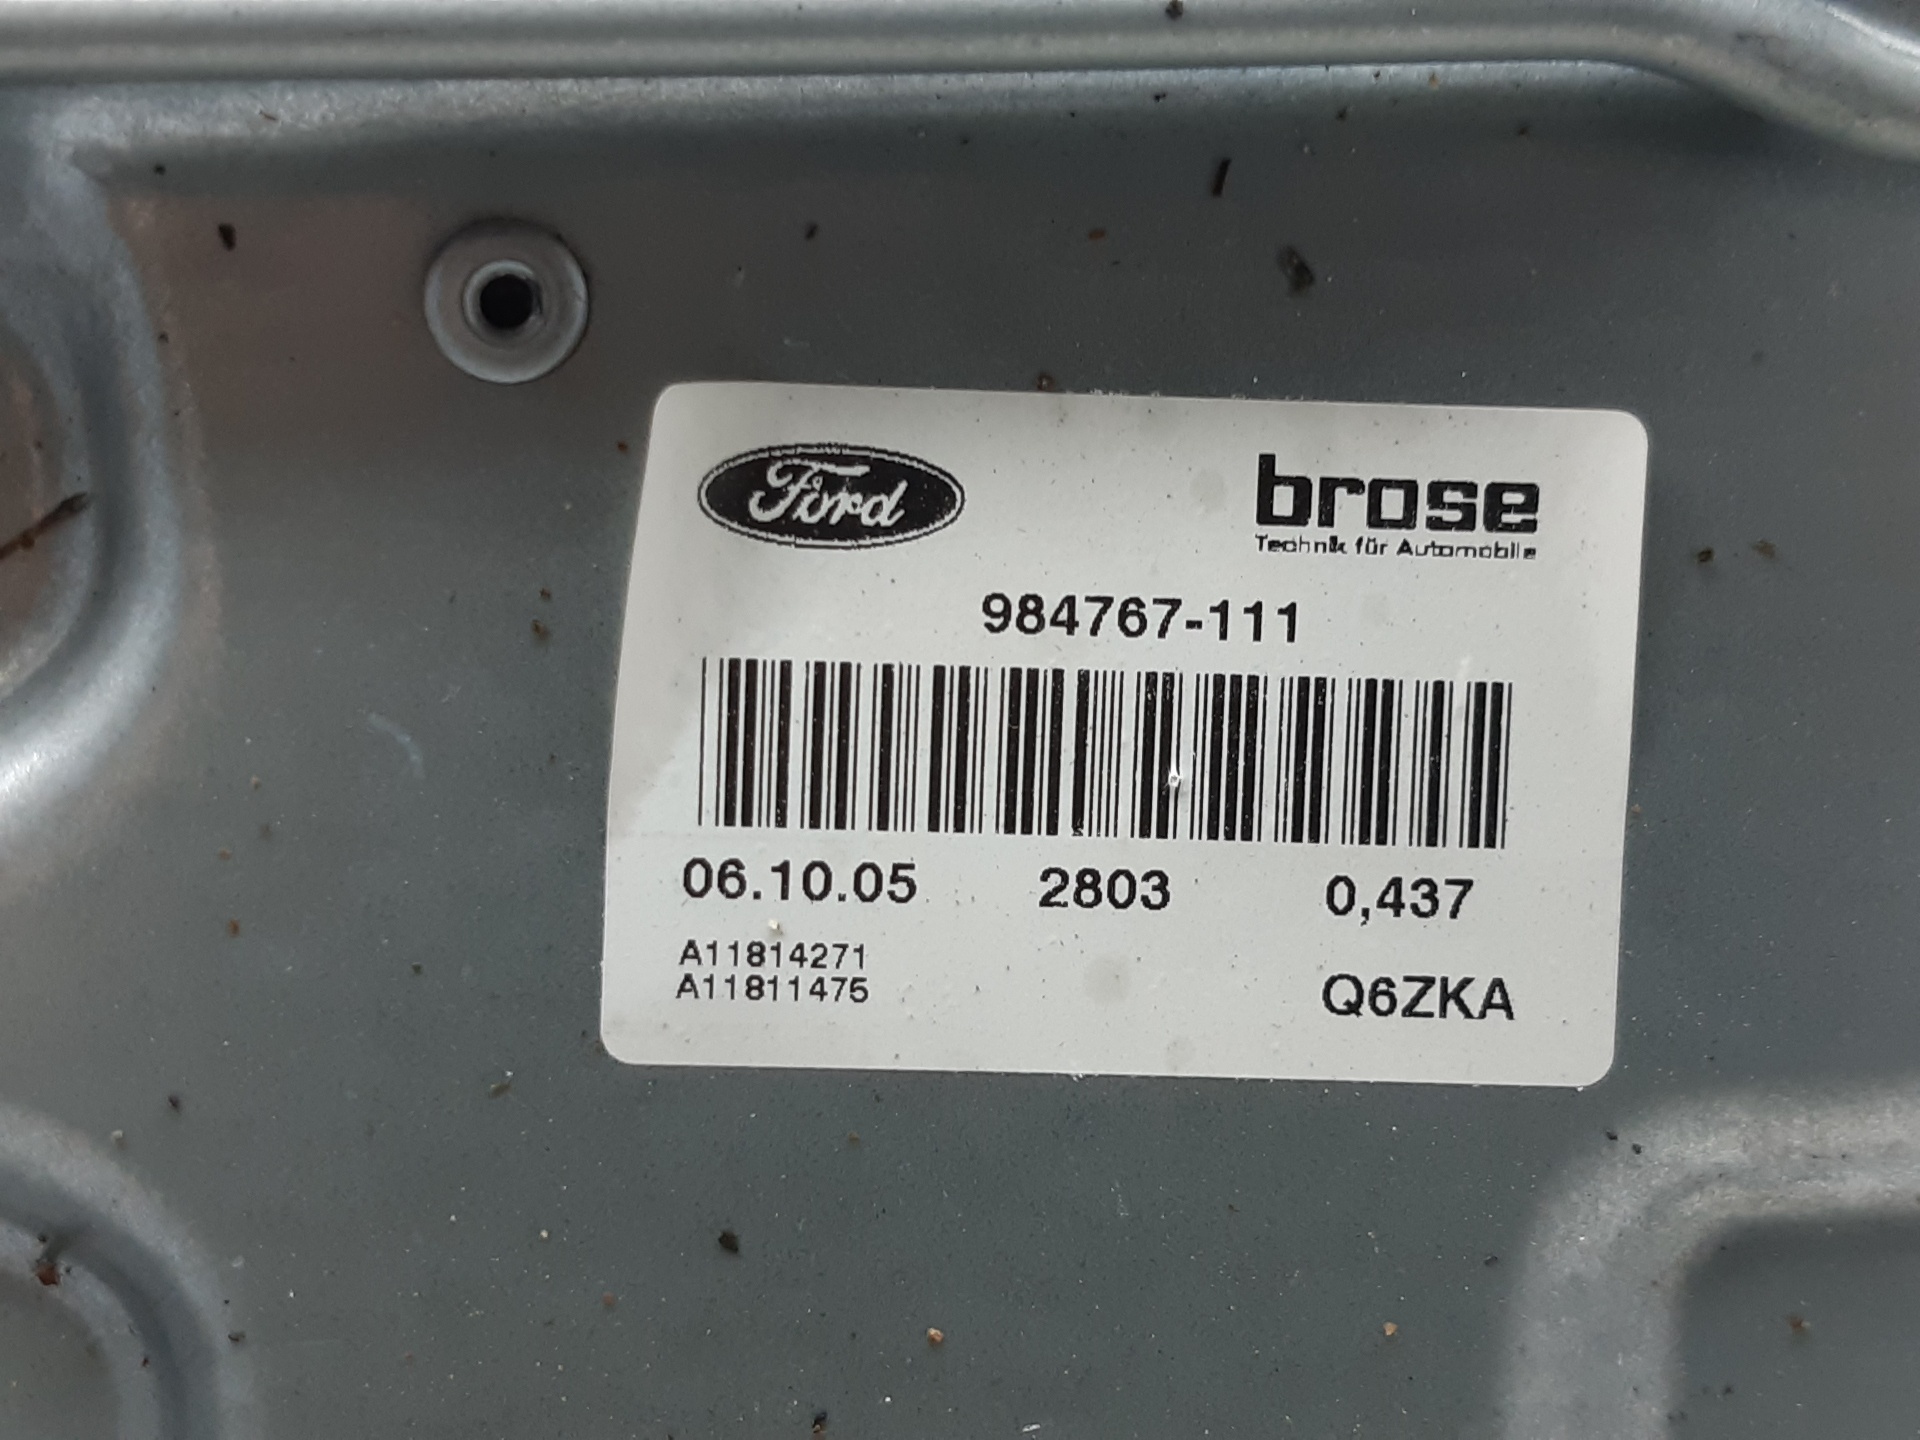 Ford
brose
Technik für Automobile
984767-111
06.10.05 2803 0,437
A11814271
A11811475
Q6ZKA